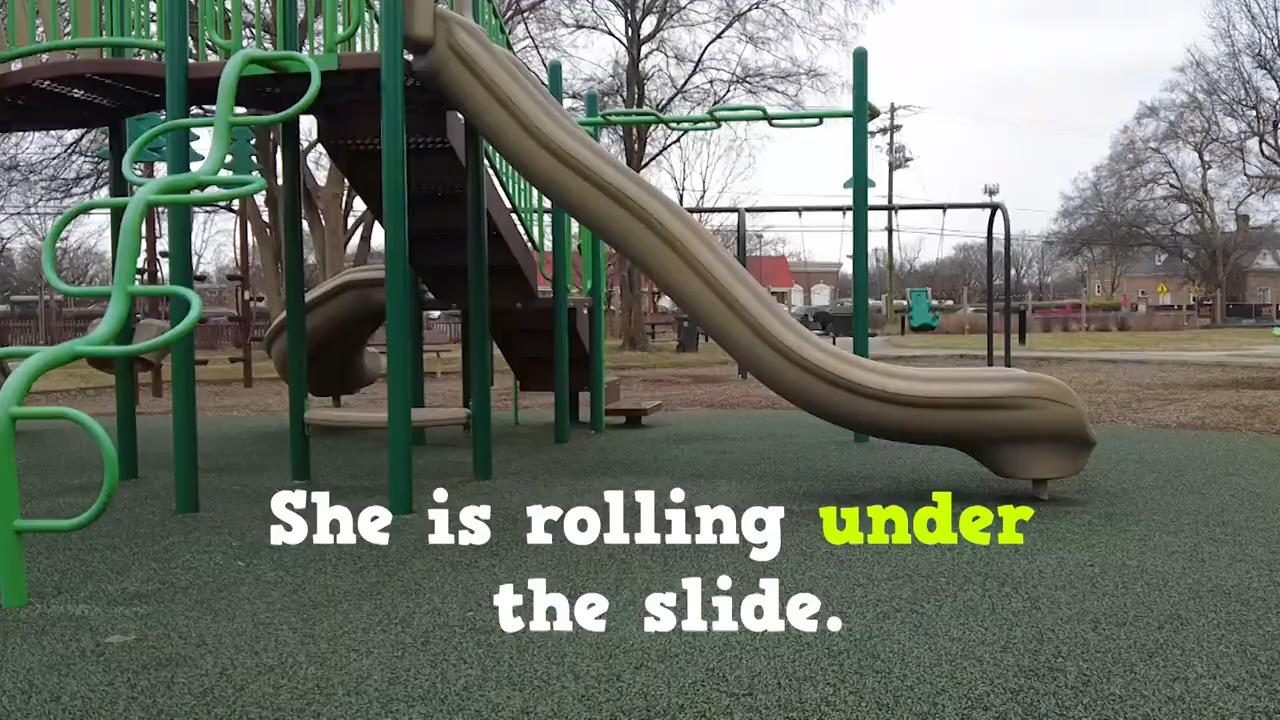 She is rolling under
the slide.